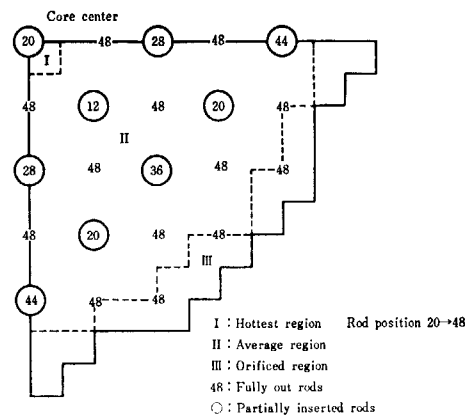 Core center
20 48 28 48 44
I
48 12 48 20 48
II
28 48 36 48 48
48 20 48 48
III
44 48 48
I : Hottest region Rod position 20→48
II : Average region
III : Orificed region
48 : Fully out rods
○ : Partially inserted rods